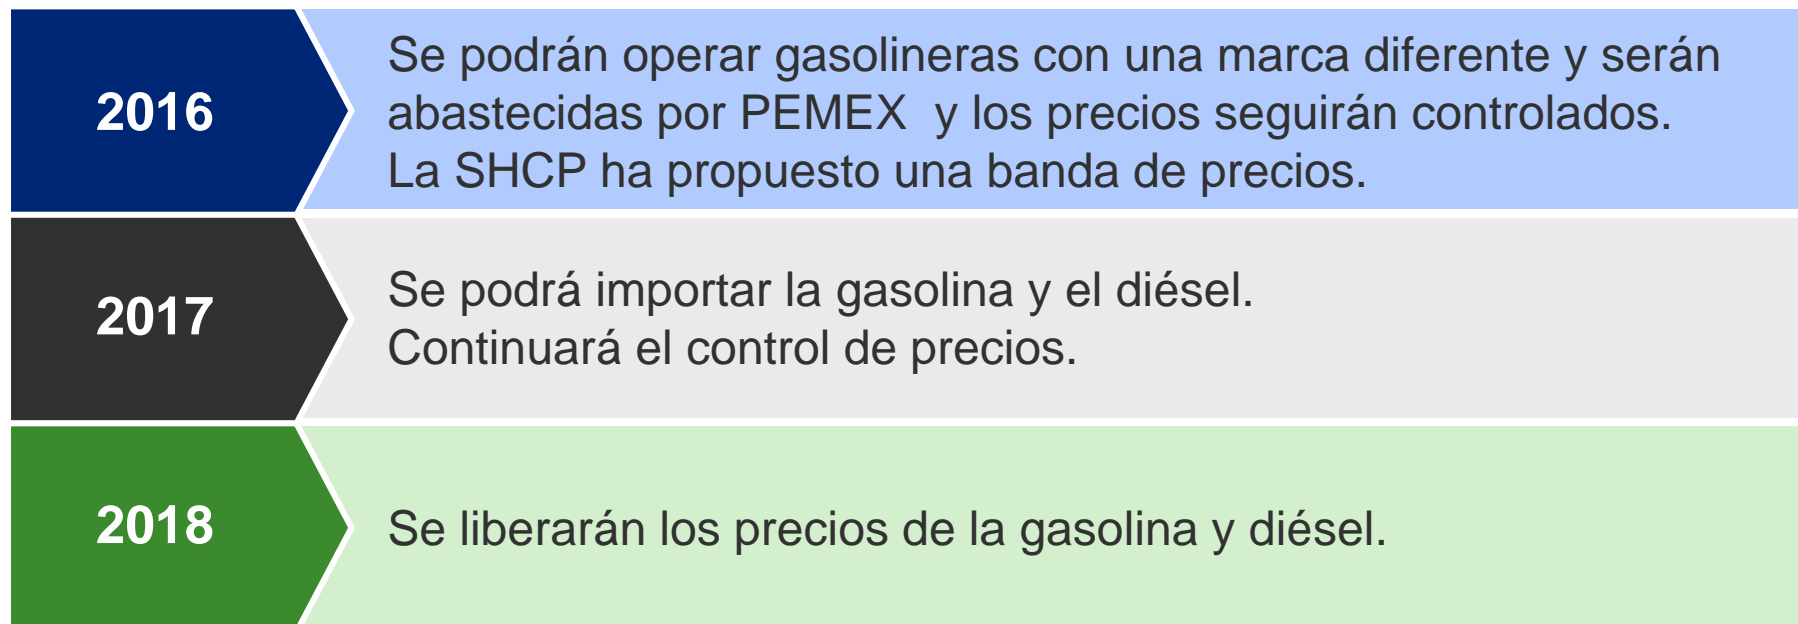 2016
Se podrán operar gasolineras con una marca diferente y serán
abastecidas por PEMEX  y los precios seguirán controlados.
La SHCP ha propuesto una banda de precios.
2017
Se podrá importar la gasolina y el diésel.
Continuará el control de precios.
2018
Se liberarán los precios de la gasolina y diésel.